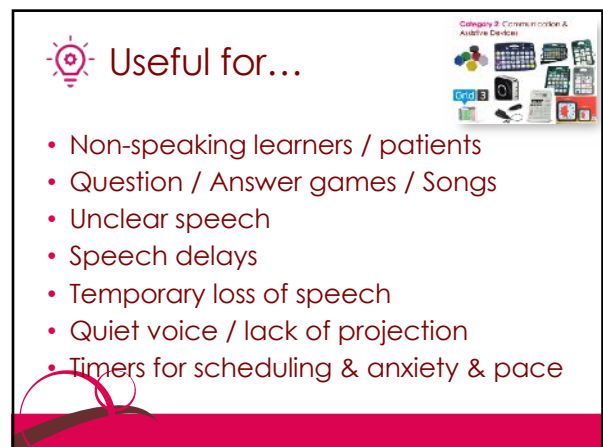 Category 2: Communication &
Assistive Devices
Useful for…
Grid 3
• Non-speaking learners / patients
• Question / Answer games / Songs
• Unclear speech
• Speech delays
• Temporary loss of speech
• Quiet voice / lack of projection
• Timers for scheduling & anxiety & pace